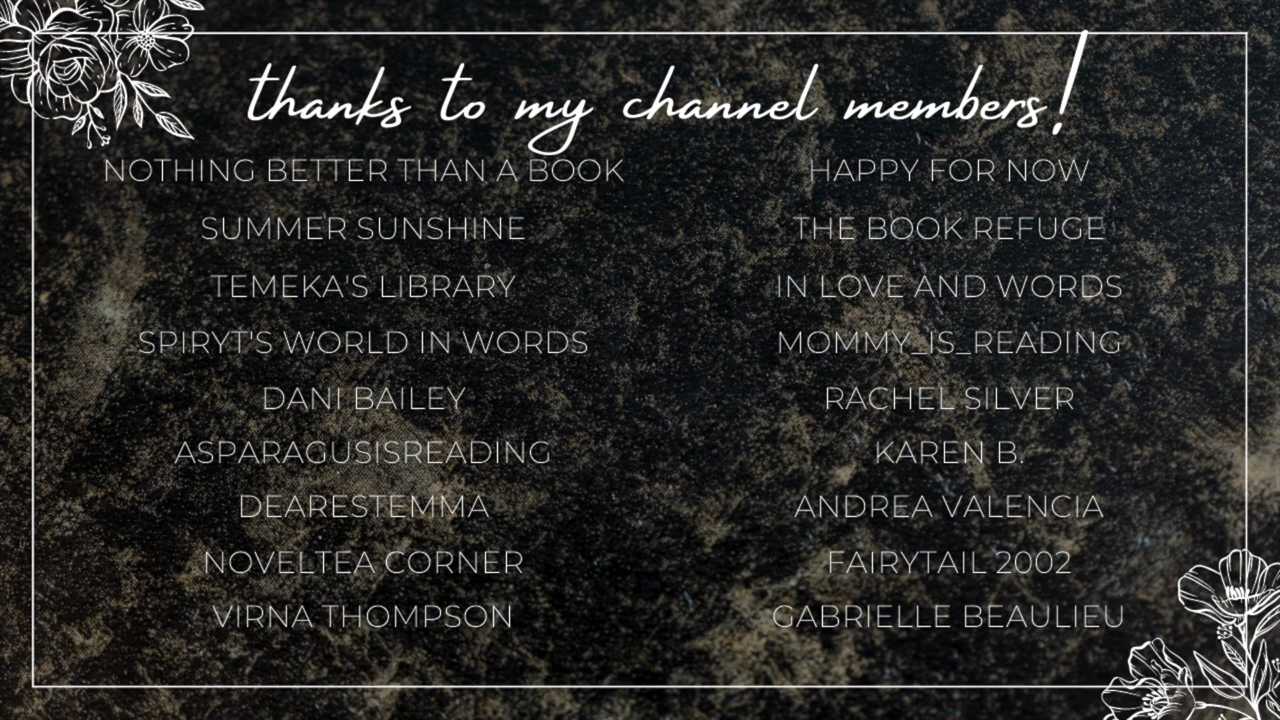 thanks to my channel members!
NOTHING BETTER THAN A BOOK
SUMMER SUNSHINE
TEMEKA'S LIBRARY
SPIRYT'S WORLD IN WORDS
DANI BAILEY
ASPARAGUSISREADING
DEARESTEMMA
NOVELTEA CORNER
VIRNA THOMPSON
HAPPY FOR NOW
THE BOOK REFUGE
IN LOVE AND WORDS
MOMMY_IS_READING
RACHEL SILVER
KAREN B.
ANDREA VALENCIA
FAIRYTAIL 2002
GABRIELLE BEAULIEU